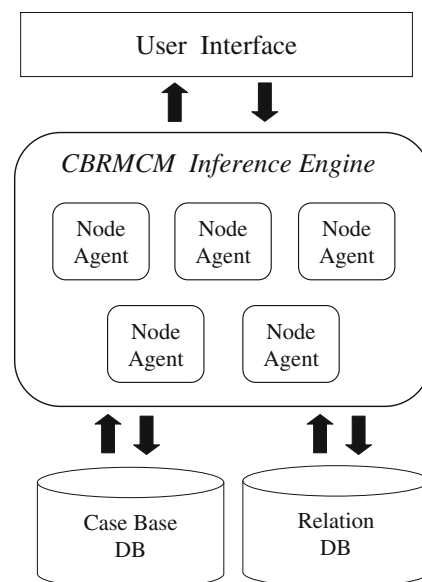 User Interface
CBRMCM Inference Engine
Node
Agent
Node
Agent
Node
Agent
Node
Agent
Node
Agent
Case Base
DB
Relation
DB